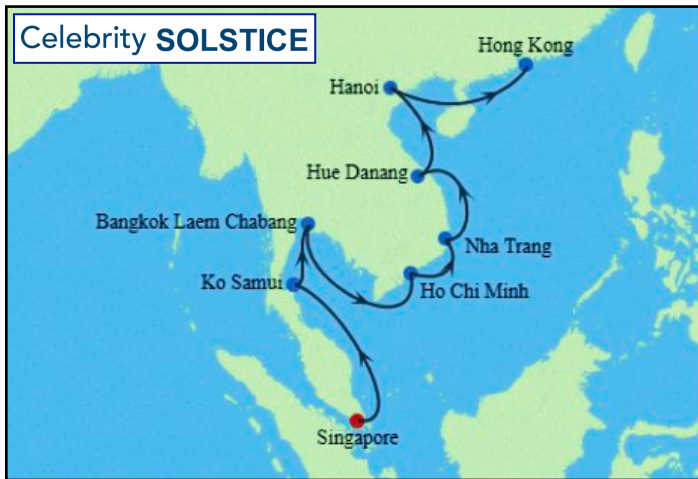 Celebrity SOLSTICE
Hong Kong
Hanoi
Hue Danang
Bangkok Laem Chabang
Nha Trang
Ko Samui
Ho Chi Minh
Singapore